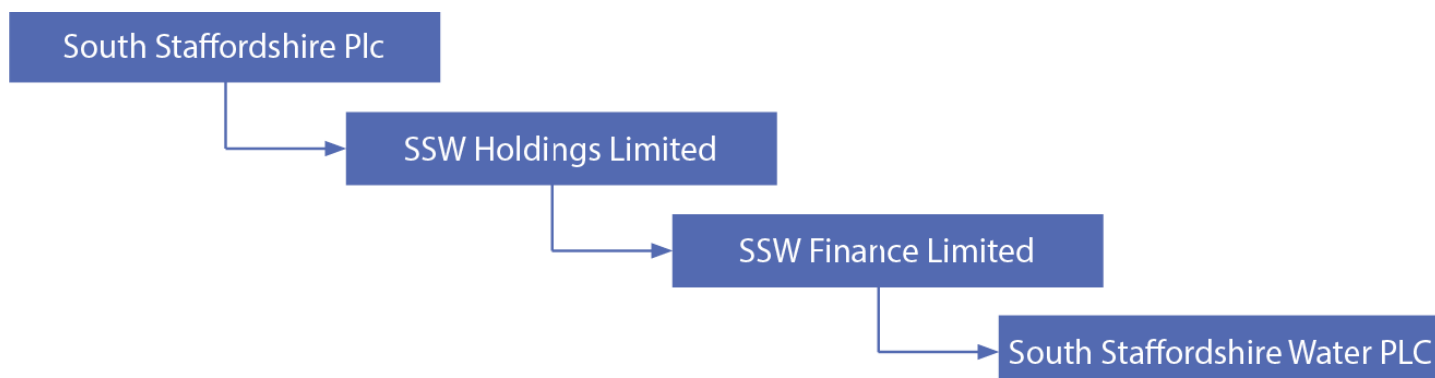 South Staffordshire Plc
SSW Holdings Limited
SSW Finance Limited
South Staffordshire Water PLC